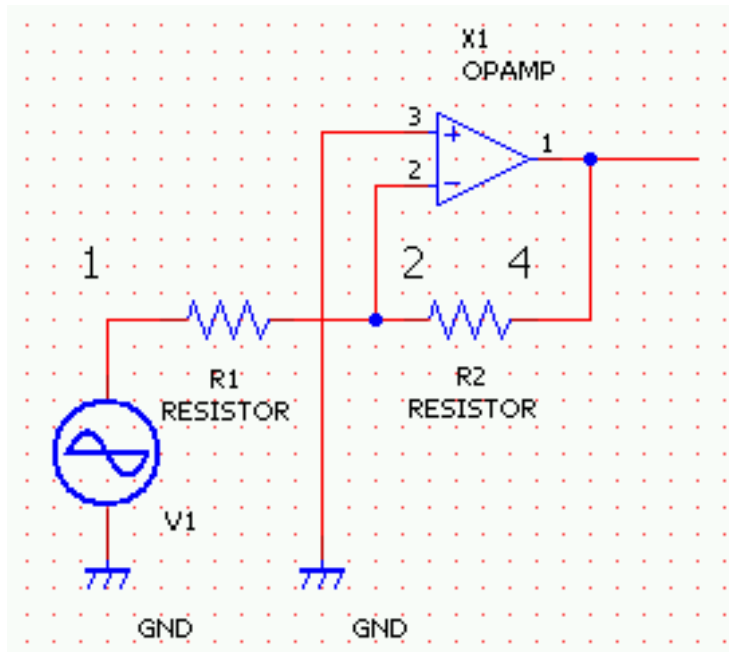 X1
OPAMP
3
+
1
2
−
1
2
4
R1
RESISTOR
R2
RESISTOR
V1
GND
GND